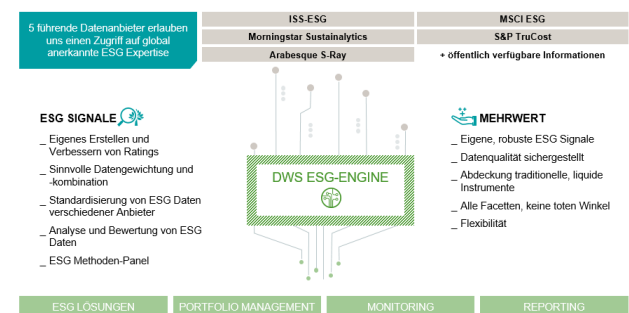 5 führende Datenanbieter erlauben
uns einen Zugriff auf global
anerkannte ESG Expertise
ISS-ESG
MSCI ESG
Morningstar Sustainalytics
S&P TruCost
Arabesque S-Ray
+ öffentlich verfügbare Informationen
ESG SIGNALE
_ Eigenes Erstellen und
Verbessern von Ratings
_ Sinnvolle Datengewichtung und
-kombination
_ Standardisierung von ESG Daten
verschiedener Anbieter
_ Analyse und Bewertung von ESG
Daten
_ ESG Methoden-Panel
DWS ESG-ENGINE
MEHRWERT
_ Eigene, robuste ESG Signale
_ Datenqualität sichergestellt
_ Abdeckung traditionelle, liquide
Instrumente
_ Alle Facetten, keine toten Winkel
_ Flexibilität
ESG LÖSUNGEN
PORTFOLIO MANAGEMENT
MONITORING
REPORTING